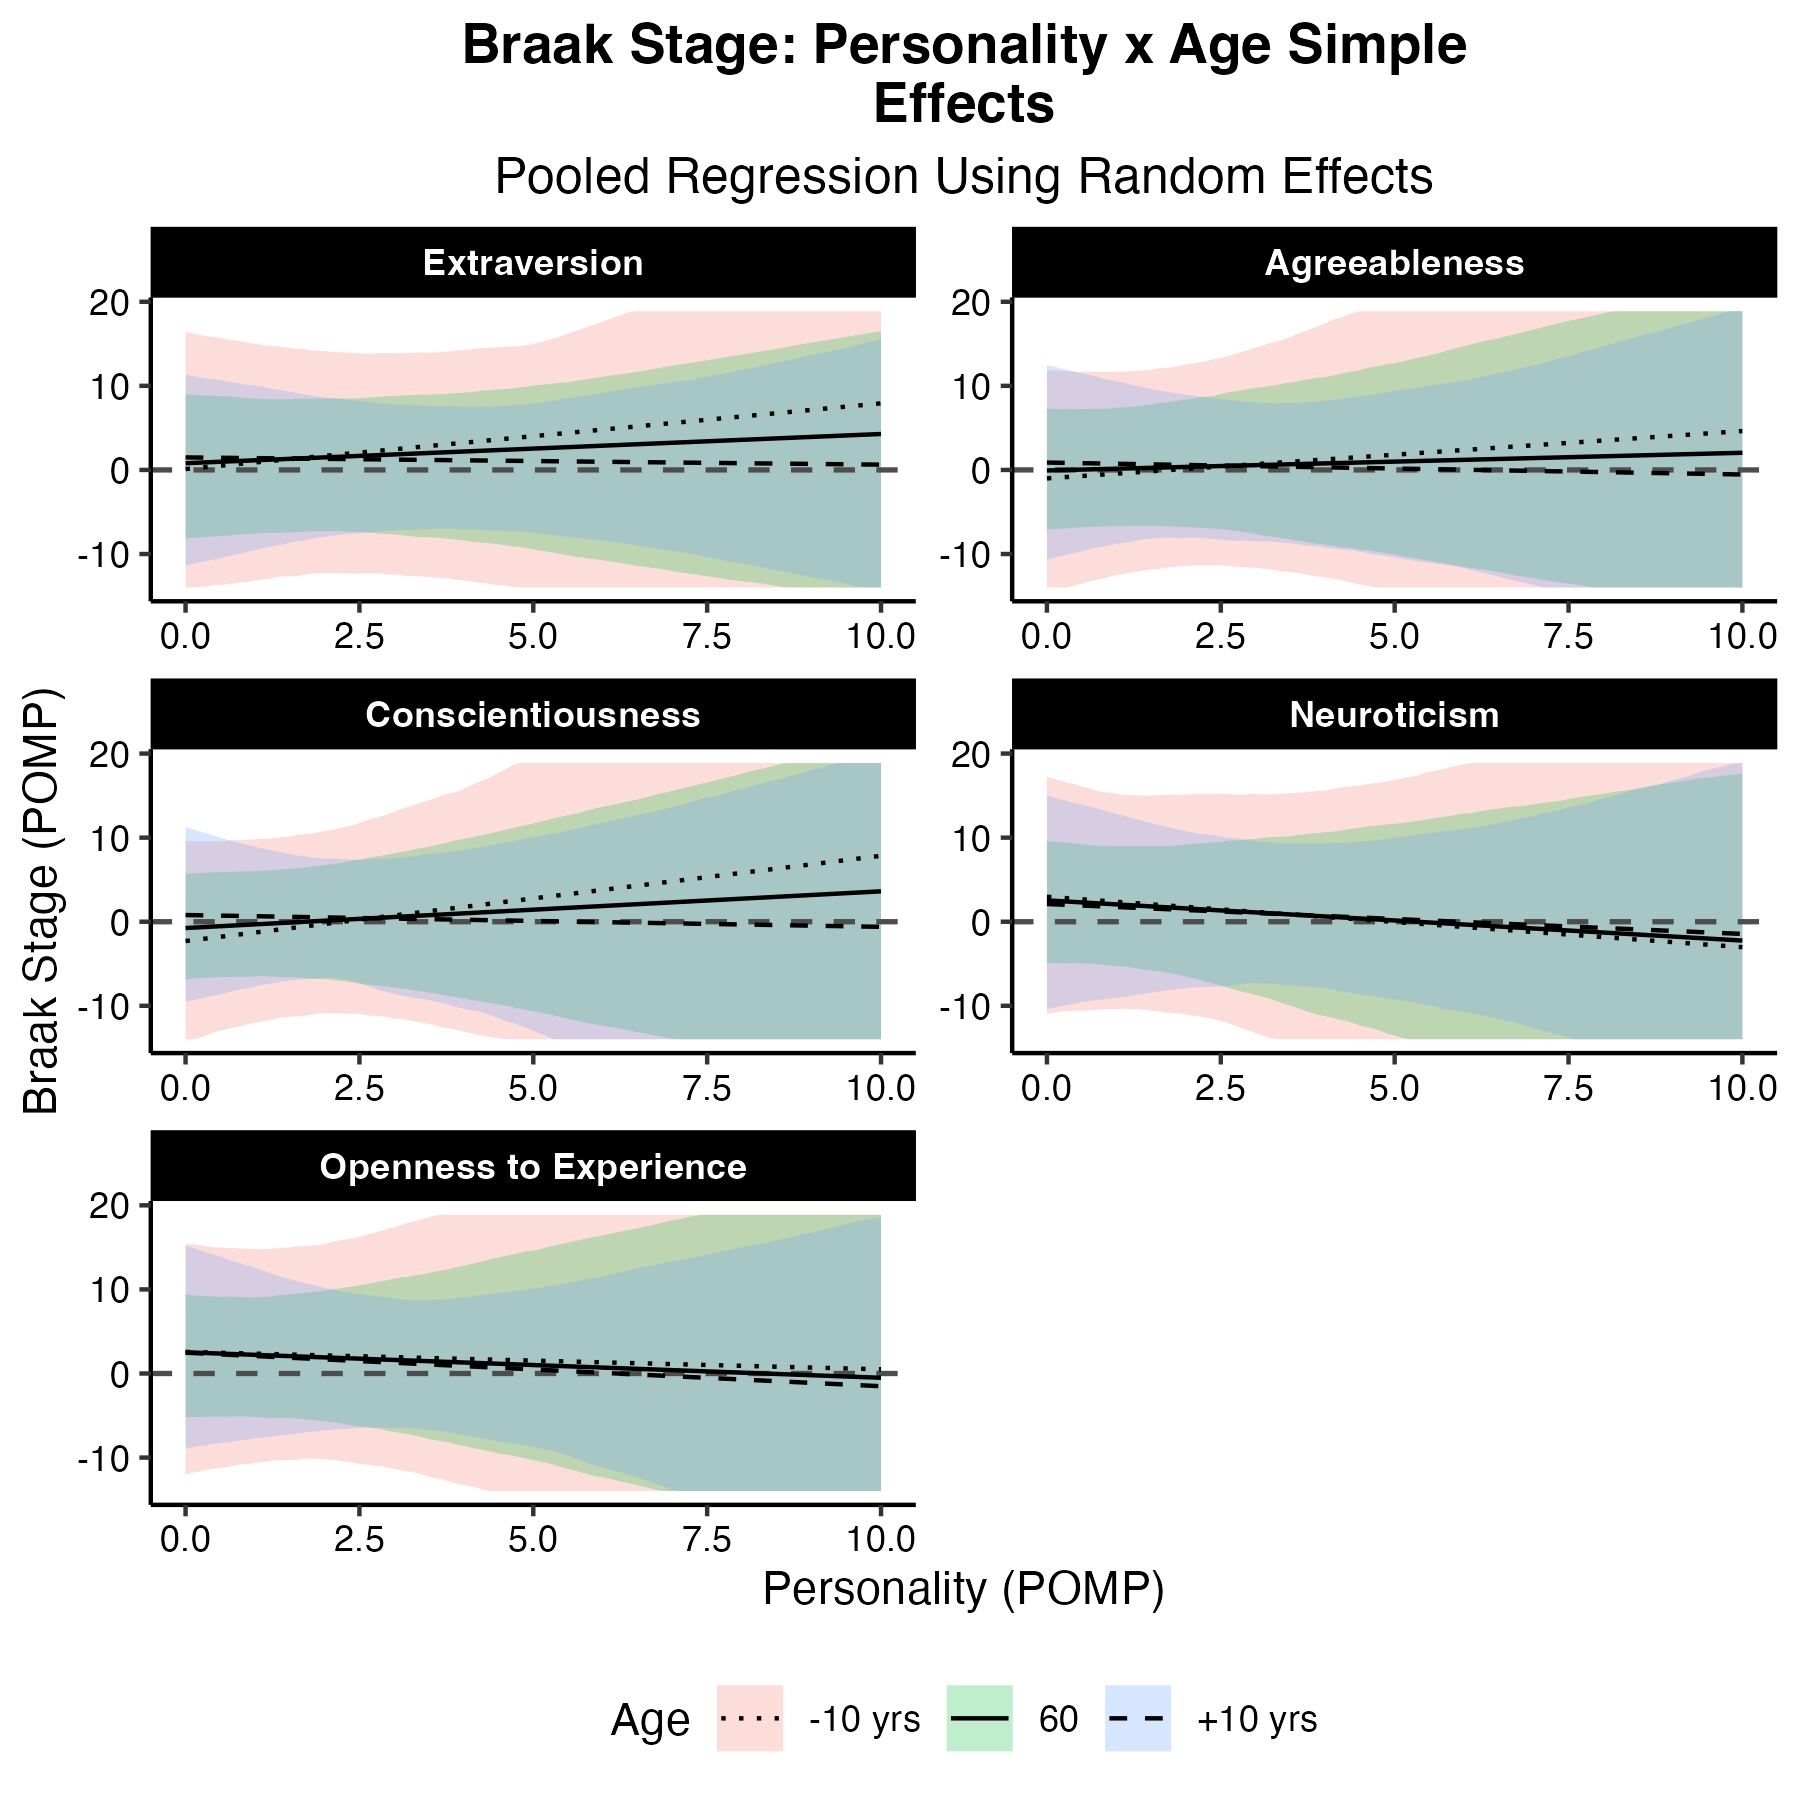 Braak Stage: Personality x Age Simple
Effects
Pooled Regression Using Random Effects
Extraversion
Agreeableness
20
10
0
-10
0.0 2.5 5.0 7.5 10.0
20
10
0
-10
0.0 2.5 5.0 7.5 10.0
Conscientiousness
Neuroticism
20
10
0
-10
0.0 2.5 5.0 7.5 10.0
20
10
0
-10
0.0 2.5 5.0 7.5 10.0
Openness to Experience
20
10
0
-10
0.0 2.5 5.0 7.5 10.0
Braak Stage (POMP)
Personality (POMP)
Age -10 yrs 60 +10 yrs